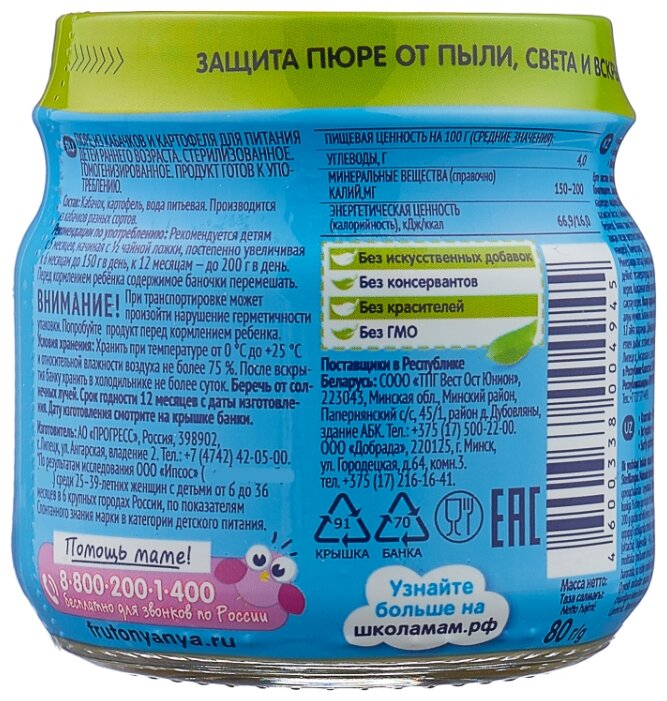 ЗАЩИТА ПЮРЕ ОТ ПЫЛИ, СВЕТА И ВСКР
RU
ПЮРЕ ИЗ КАБАЧКОВ И КАРТОФЕЛЯ ДЛЯ ПИТАНИЯ
ДЕТЕЙ РАННЕГО ВОЗРАСТА. СТЕРИЛИЗОВАННОЕ.
ГОМОГЕНИЗИРОВАННОЕ. ПРОДУКТ ГОТОВ К УПО-
ТРЕБЛЕНИЮ.
Состав: Кабачок, картофель, вода питьевая. Производится
из кабачков разных сортов.
Рекомендации по употреблению: Рекомендуется детям
с 5 месяцев, начиная с ½ чайной ложки, постепенно увеличивая
к 6 месяцам до 150 г в день, к 12 месяцам — до 200 г в день.
Перед кормлением ребёнка содержимое баночки перемешать.
ВНИМАНИЕ! При транспортировке может
произойти нарушение герметичности
упаковки. Попробуйте продукт перед кормлением ребенка.
Условия хранения: Хранить при температуре от 0 °С до +25 °С
и относительной влажности воздуха не более 75 %. После вскры-
тия банку хранить в холодильнике не более суток. Беречь от сол-
нечных лучей. Срок годности 12 месяцев с даты изготовле-
ния. Дату изготовления смотрите на крышке банки.
Изготовитель: АО «ПРОГРЕСС», Россия, 398902,
г. Липецк, ул. Ангарская, владение 2. Тел.: +7 (4742) 42-05-00.
*По результатам исследования ООО «Ипсос» (
) среди 25-39-летних женщин с детьми от 6 до 36
месяцев в 6 крупных городах России, по показателям
Спонтанного знания марки в категории детского питания.
Помощь маме!
8-800-200-1-400
бесплатно для звонков по России
frutonyanya.ru
ПИЩЕВАЯ ЦЕННОСТЬ НА 100 Г (СРЕДНИЕ ЗНАЧЕНИЯ):
УГЛЕВОДЫ, Г 4,0
МИНЕРАЛЬНЫЕ ВЕЩЕСТВА (справочно)
КАЛИЙ,МГ 150-200
ЭНЕРГЕТИЧЕСКАЯ ЦЕННОСТЬ
(калорийность), кДж/ккал 66,9/16,0
Без искусственных добавок
Без консервантов
Без красителей
Без ГМО
Поставщики в Республике
Беларусь: СООО «ТПГ Вест Ост Юнион»,
223043, Минская обл., Минский район,
Папернянский с/с, 45/1, район д. Дубовляны,
здание АБК. Тел.: +375 (17) 500-22-00.
ООО «Добрада», 220125, г. Минск,
ул. Городецкая, д.64, комн.3.
тел. +375 (17) 216-16-41.
91
КРЫШКА
70
БАНКА
EAC
Узнайте
больше на
школамам.рф
4600338004945
UZ
Масса нетто:
Таза салмағы:
Netto hajmi:
80 г/g